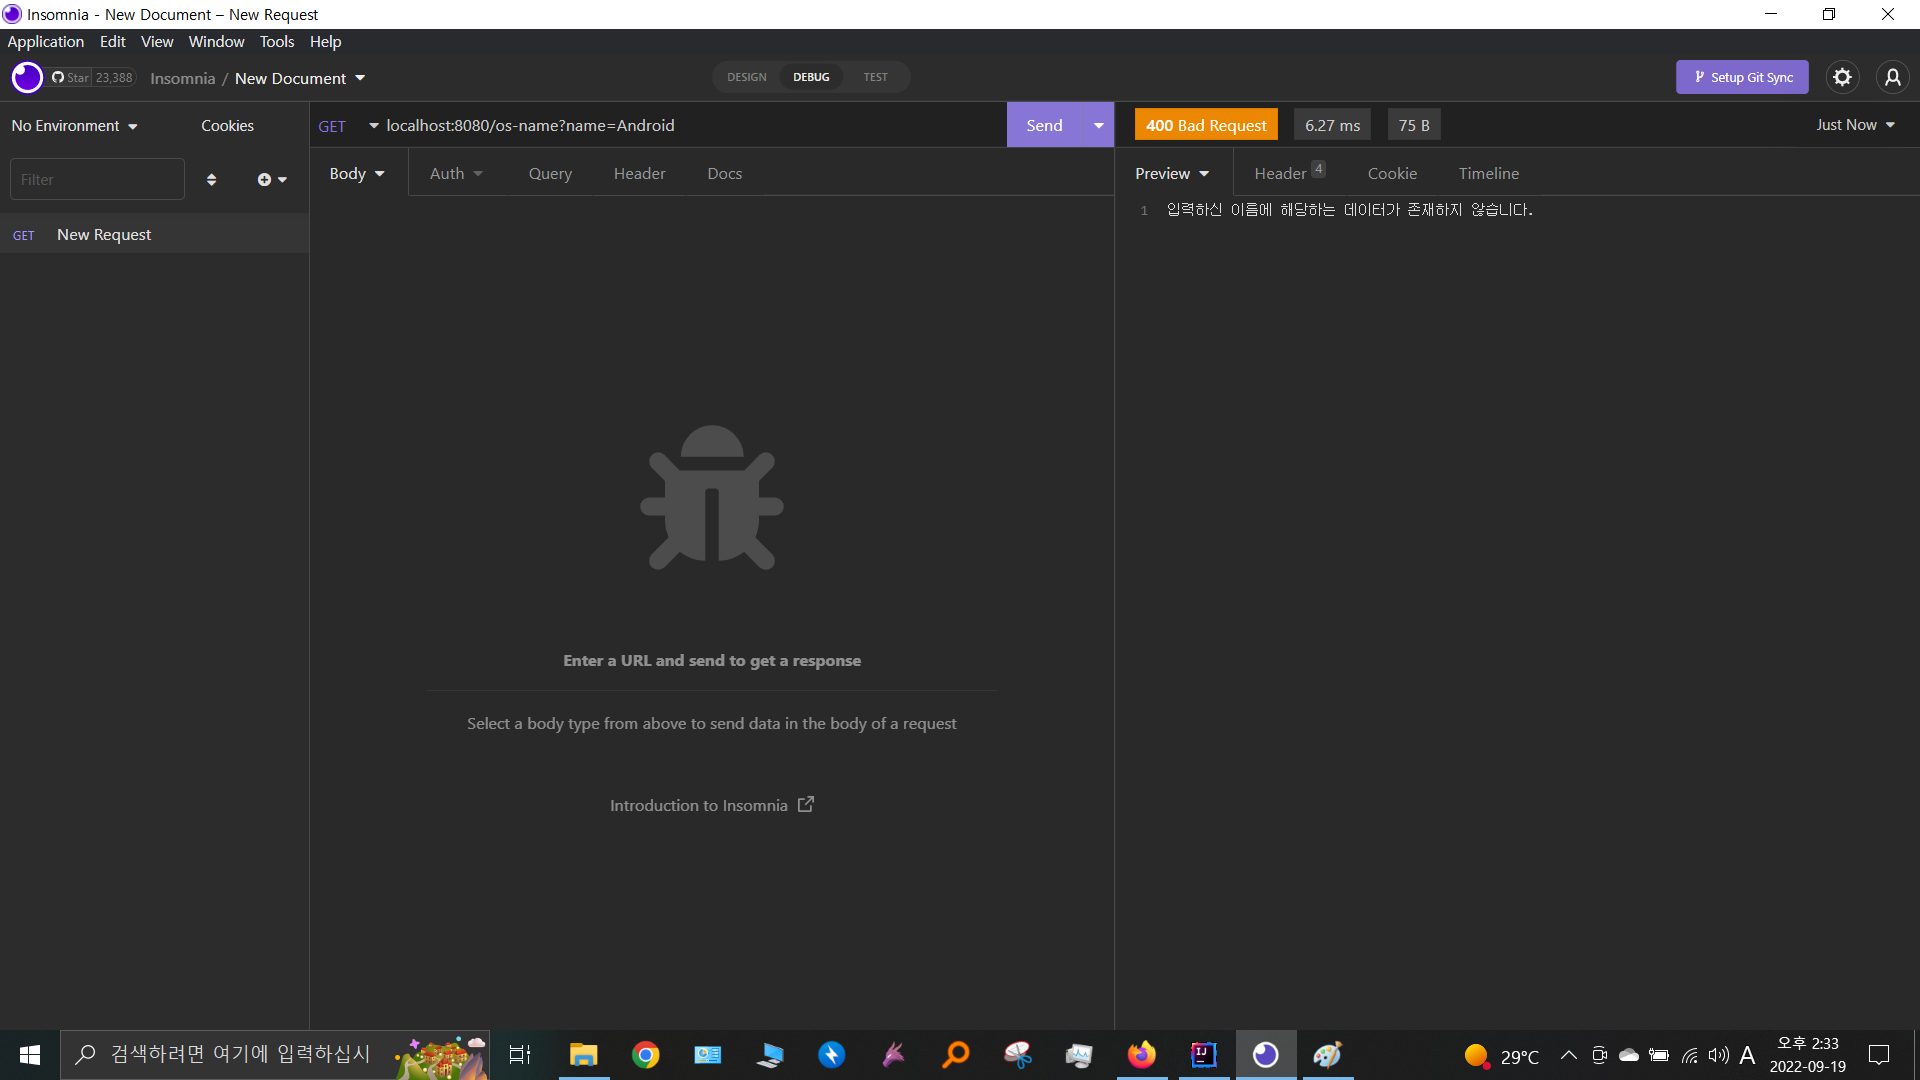 Insomnia - New Document – New Request
Application Edit View Window Tools Help
Star 23,388 Insomnia / New Document
DESIGN DEBUG TEST
Setup Git Sync
No Environment Cookies
GET localhost:8080/os-name?name=Android Send
400 Bad Request 6.27 ms 75 B Just Now
Filter
Body Auth Query Header Docs
Preview Header 4 Cookie Timeline
1 입력하신 이름에 해당하는 데이터가 존재하지 않습니다.
GET New Request
Enter a URL and send to get a response
Select a body type from above to send data in the body of a request
Introduction to Insomnia
검색하려면 여기에 입력하십시
IJ
29°C
A
오후 2:33
2022-09-19